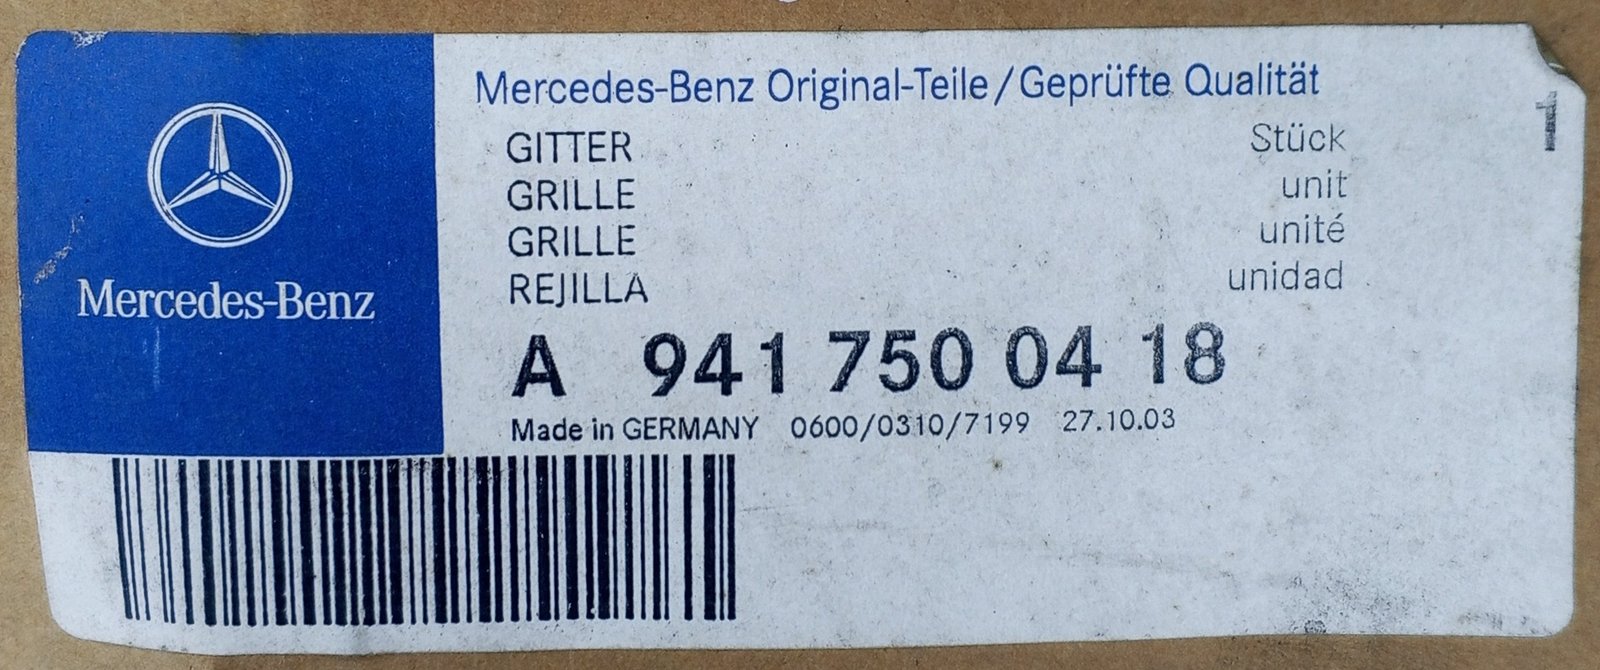 Mercedes-Benz
Mercedes-Benz Original-Teile/Geprüfte Qualität
GITTER Stück 1
GRILLE unit
GRILLE unité
REJILLA unidad
A 941 750 04 18
Made in GERMANY 0600/0310/7199 27.10.03